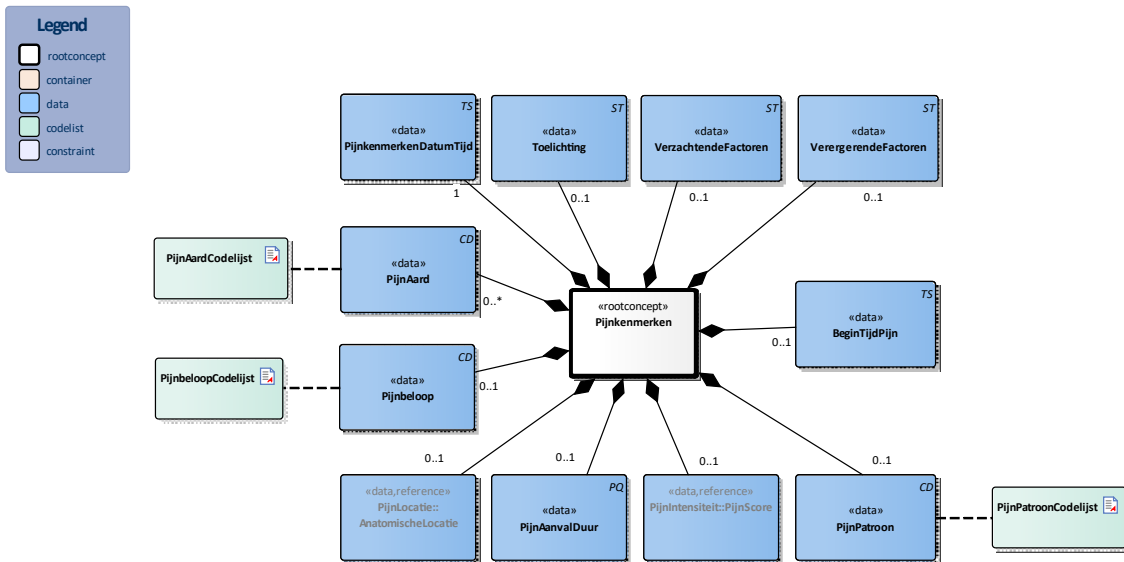 Legend
rootconcept
container
data
codelist
constraint
TS
«data»
PijnkenmerkenDatumTijd
1
ST
«data»
Toelichting
0..1
ST
«data»
VerzachtendeFactoren
0..1
ST
«data»
VerergerendeFactoren
0..1
PijnAardCodelijst
CD
«data»
PijnAard
0..*
«rootconcept»
Pijnkenmerken
TS
«data»
BeginTijdPijn
0..1
PijnbeloopCodelijst
CD
«data»
Pijnbeloop
0..1
0..1
«data,reference»
PijnLocatie::
AnatomischeLocatie
0..1
PQ
«data»
PijnAanvalDuur
0..1
«data,reference»
PijnIntensiteit::PijnScore
0..1
CD
«data»
PijnPatroon
PijnPatroonCodelijst